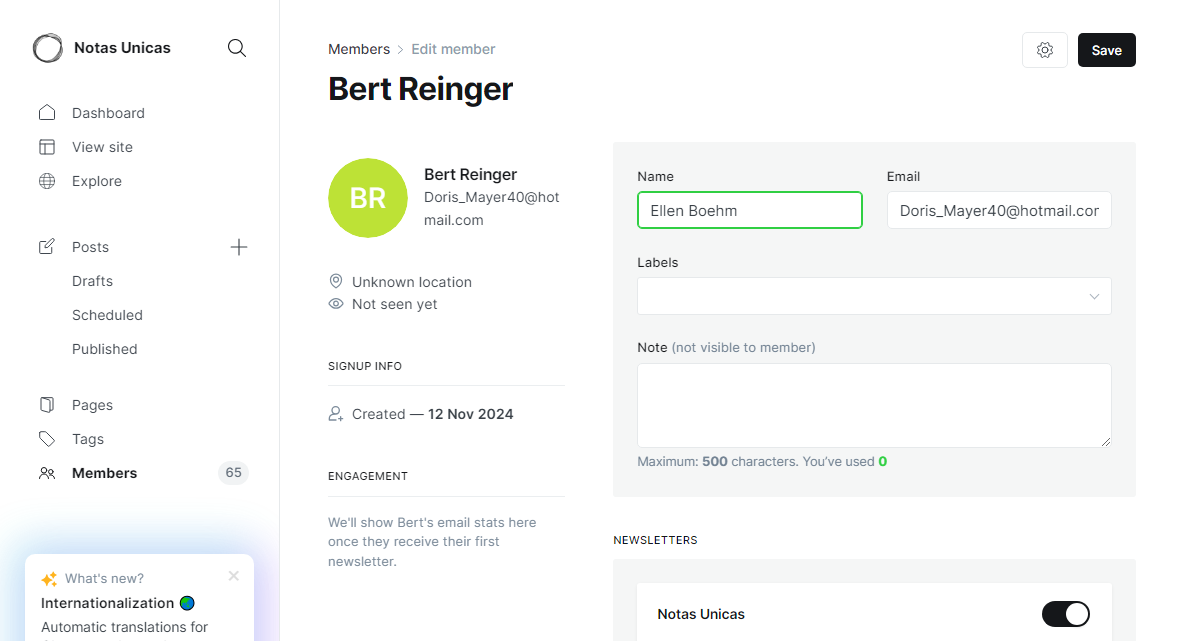 Notas Unicas
Dashboard
View site
Explore
Posts
Drafts
Scheduled
Published
Pages
Tags
Members 65
What's new?
Internationalization 🌏
Automatic translations for
Members > Edit member
Save
Bert Reinger
BR
Bert Reinger
Doris_Mayer40@hot
mail.com
Unknown location
Not seen yet
SIGNUP INFO
Created — 12 Nov 2024
ENGAGEMENT
We'll show Bert's email stats here
once they receive their first
newsletter.
Name
Ellen Boehm
Email
Doris_Mayer40@hotmail.cor
Labels
Note (not visible to member)
Maximum: 500 characters. You've used 0
NEWSLETTERS
Notas Unicas